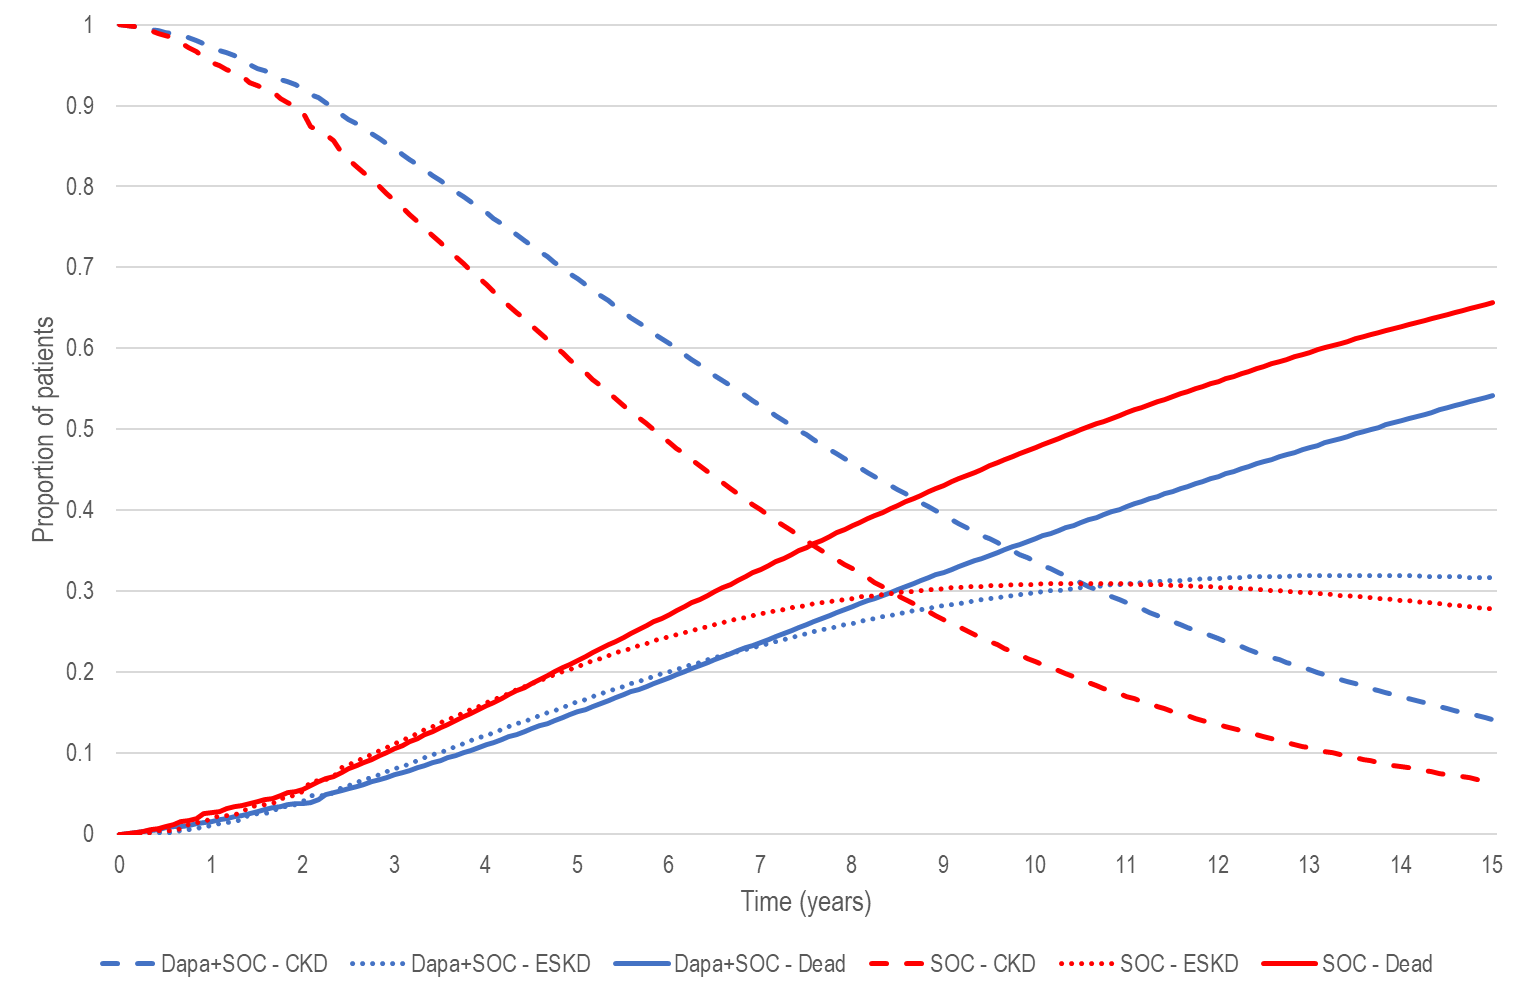 1
0.9
0.8
0.7
0.6
0.5
0.4
0.3
0.2
0.1
0
Proportion of patients
0 1 2 3 4 5 6 7 8 9 10 11 12 13 14 15
Time (years)
Dapa+SOC - CKD Dapa+SOC - ESKD Dapa+SOC - Dead SOC - CKD SOC - ESKD SOC - Dead